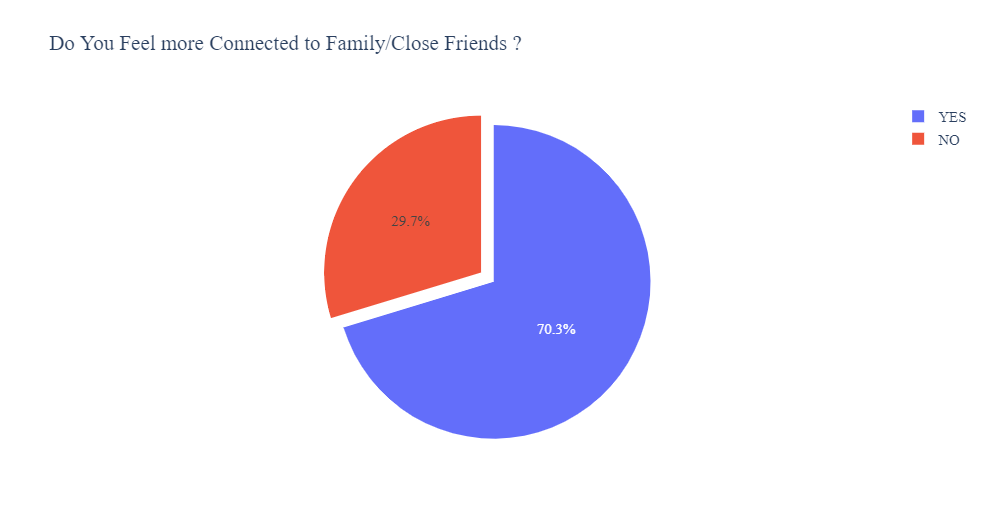 Do You Feel more Connected to Family/Close Friends ?
YES
NO
29.7%
70.3%